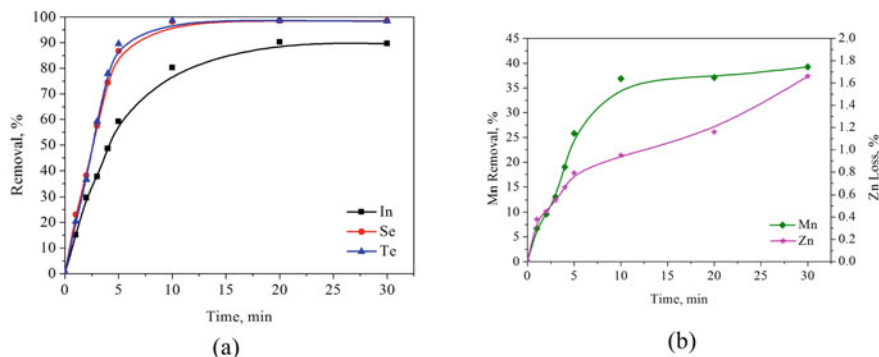 100
90
80
70
60
50
40
30
20
10
0
Removal, %
In
Se
Te
0 5 10 15 20 25 30
Time, min
(a)
45
40
35
30
25
20
15
10
5
0
Mn Removal, %
2.0
1.8
1.6
1.4
1.2
1.0
0.8
0.6
0.4
0.2
0.0
Zn Loss, %
Mn
Zn
0 5 10 15 20 25 30
Time, min
(b)